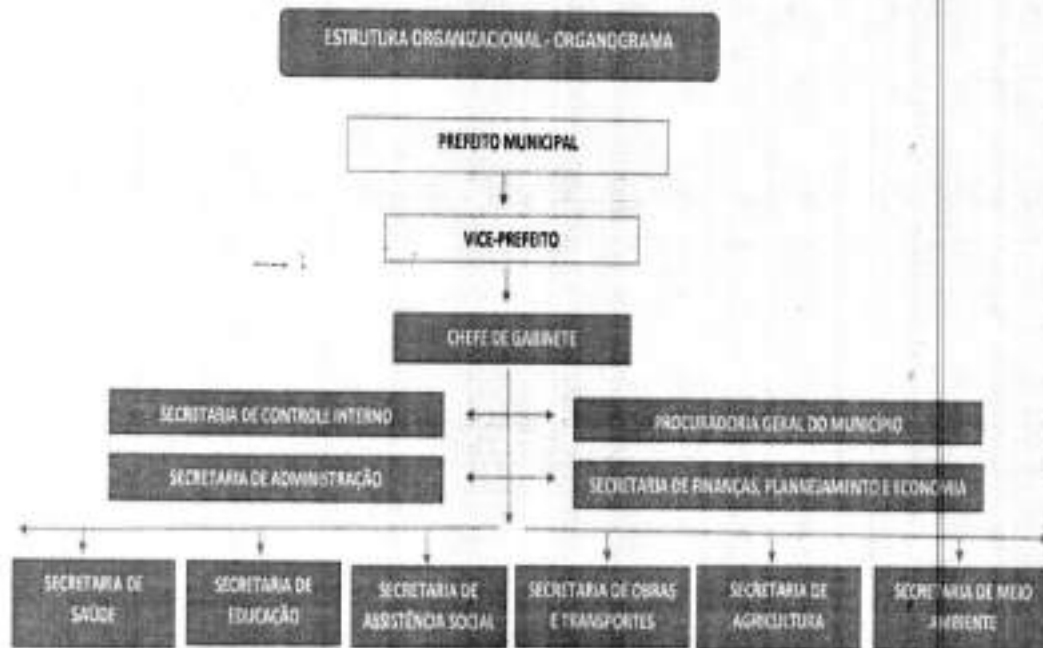 ESTRUTURA ORGANIZACIONAL - ORGANOGRAMA
PREFEITO MUNICIPAL
VICE-PREFEITO
CHEFE DE GABINETE
SECRETARIA DE CONTROLE INTERNO
PROCURADORIA GERAL DO MUNICÍPIO
SECRETARIA DE ADMINISTRAÇÃO
SECRETARIA DE FINANÇAS, PLANNEJAMENTO E ECONOMIA
SECRETARIA DE
SAÚDE
SECRETARIA DE
EDUCAÇÃO
SECRETARIA DE
ASSISTÊNCIA SOCIAL
SECRETARIA DE OBRAS
E TRANSPORTES
SECRETARIA DE
AGRICULTURA
SECRETARIA DE MEIO
AMBIENTE